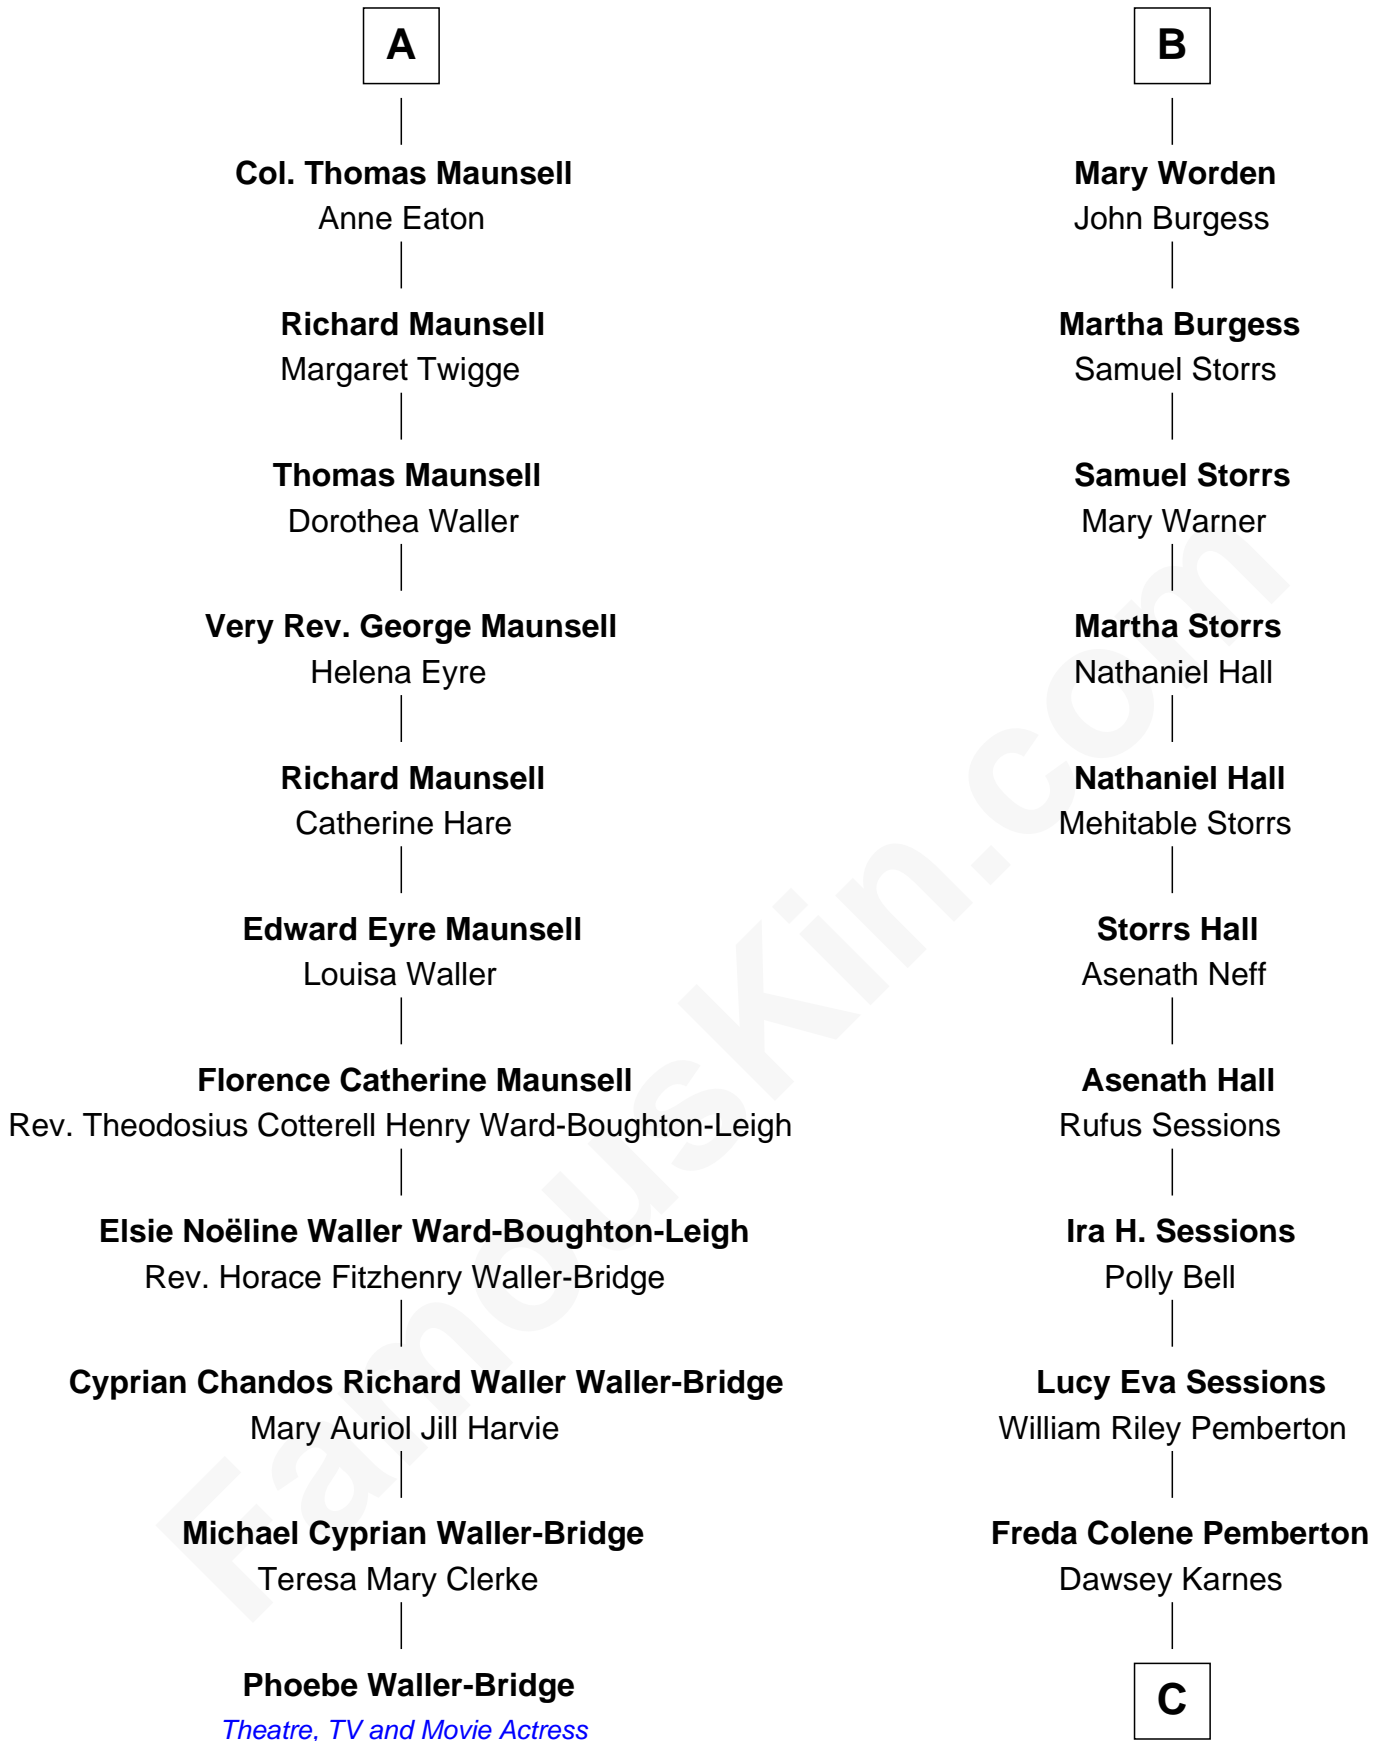 A
Col. Thomas Maunsell
Anne Eaton
Richard Maunsell
Margaret Twigge
Thomas Maunsell
Dorothea Waller
Very Rev. George Maunsell
Helena Eyre
Richard Maunsell
Catherine Hare
Edward Eyre Maunsell
Louisa Waller
Florence Catherine Maunsell
Rev. Theodosius Cotterell Henry Ward-Boughton-Leigh
Elsie Noëline Waller Ward-Boughton-Leigh
Rev. Horace Fitzhenry Waller-Bridge
Cyprian Chandos Richard Waller Waller-Bridge
Mary Auriol Jill Harvie
Michael Cyprian Waller-Bridge
Teresa Mary Clerke
Phoebe Waller-Bridge
Theatre, TV and Movie Actress
B
Mary Worden
John Burgess
Martha Burgess
Samuel Storrs
Samuel Storrs
Mary Warner
Martha Storrs
Nathaniel Hall
Nathaniel Hall
Mehitable Storrs
Storrs Hall
Asenath Neff
Asenath Hall
Rufus Sessions
Ira H. Sessions
Polly Bell
Lucy Eva Sessions
William Riley Pemberton
Freda Colene Pemberton
Dawsey Karnes
C
FamousKin.com